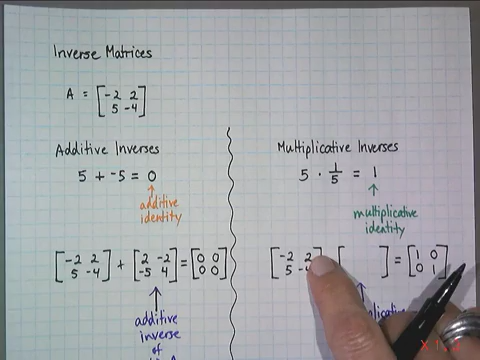 Inverse Matrices
A = [-2 2
5 -4]
Additive Inverses
5 + -5 = 0
additive
identity
[-2 2
5 -4] + [2 -2
-5 4] = [0 0
0 0]
additive
inverse
of
Multiplicative Inverses
5 · 1/5 = 1
multiplicative
identity
[-2 2
5 -4] [ ] = [1 0
0 1]